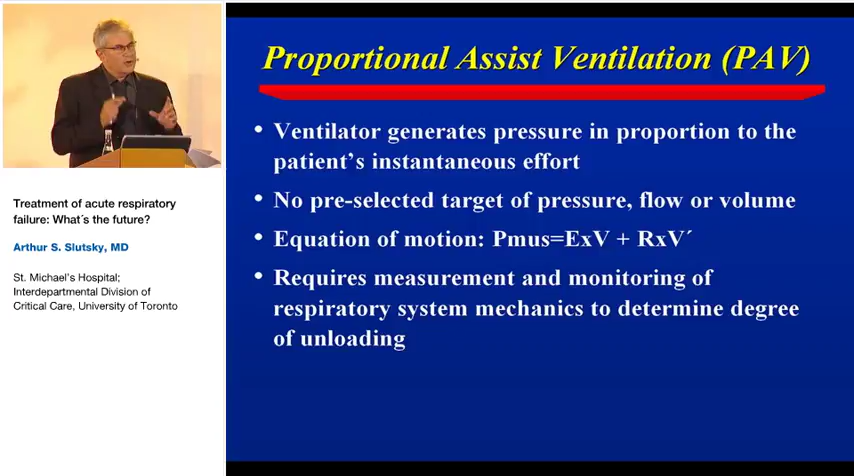 Treatment of acute respiratory
failure: What´s the future?
Arthur S. Slutsky, MD
St. Michael's Hospital;
Interdepartmental Division of
Critical Care, University of Toronto
Proportional Assist Ventilation (PAV)
• Ventilator generates pressure in proportion to the
patient's instantaneous effort
• No pre-selected target of pressure, flow or volume
• Equation of motion: Pmus=ExV + RxV´
• Requires measurement and monitoring of
respiratory system mechanics to determine degree
of unloading